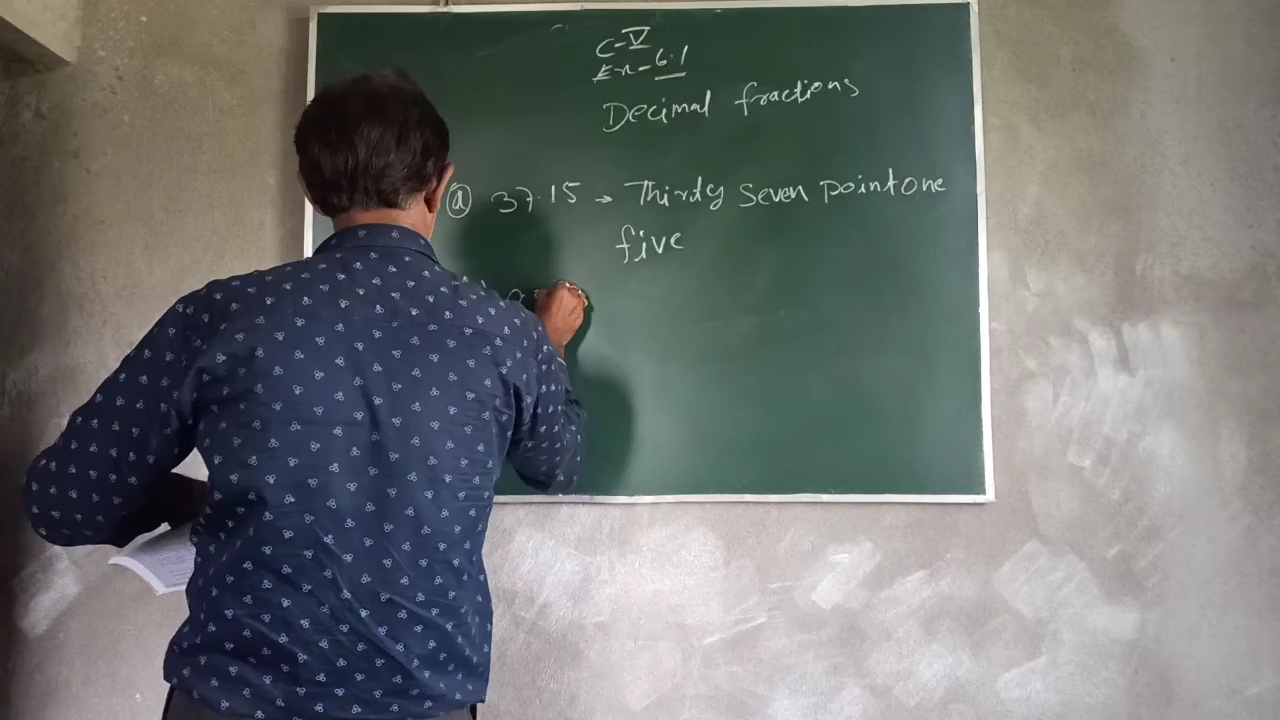 C-V
Ex-6.1
Decimal fractions
(a) 37.15 → Thirty Seven Point One
five